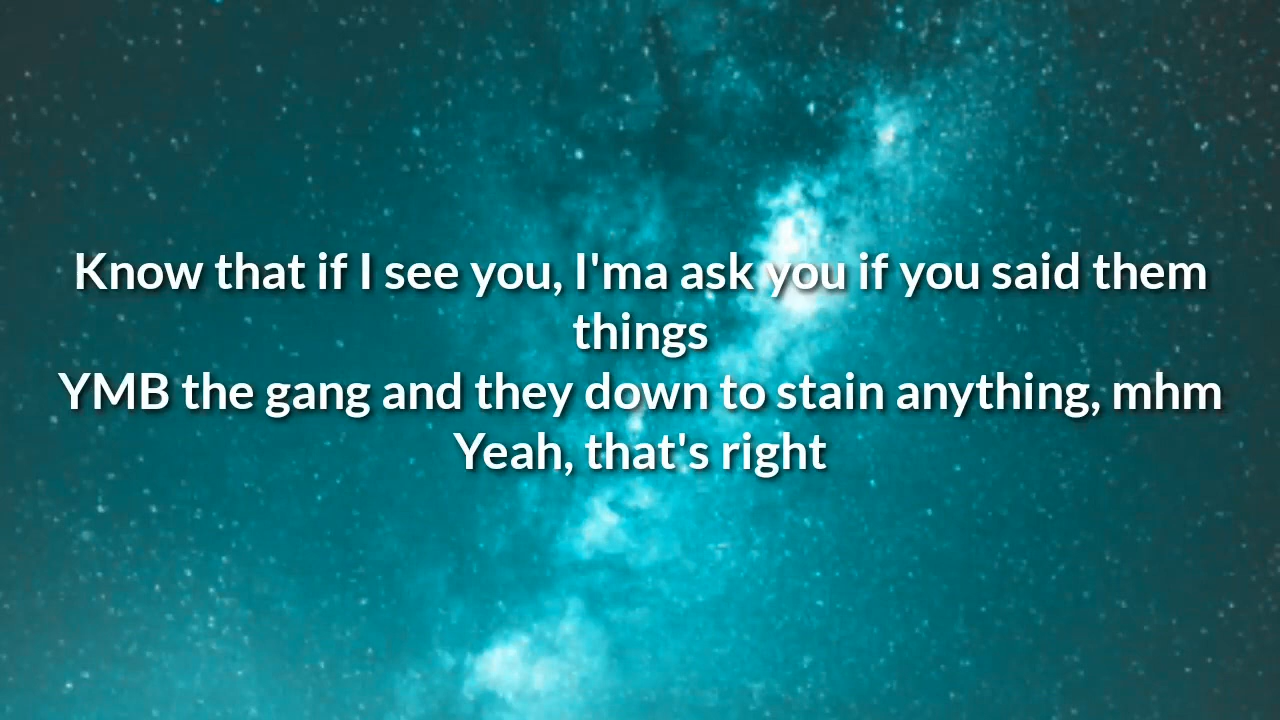 Know that if I see you, I'ma ask you if you said them
things
YMB the gang and they down to stain anything, mhm
Yeah, that's right